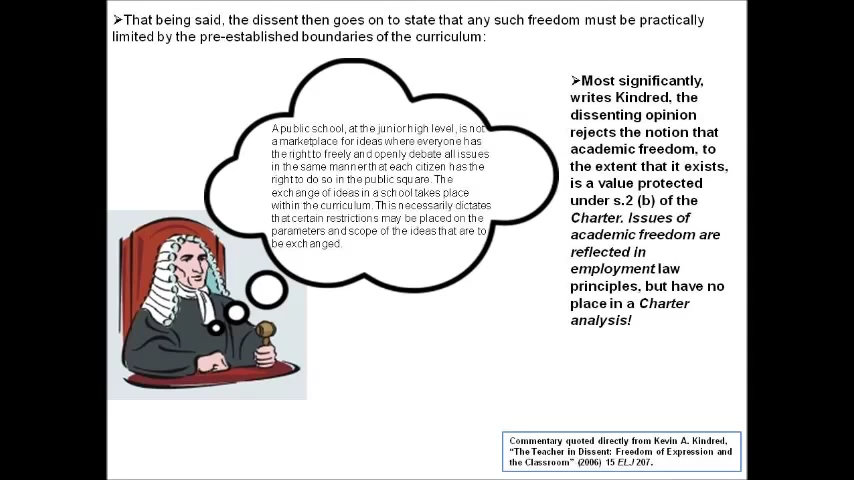 ➢That being said, the dissent then goes on to state that any such freedom must be practically
limited by the pre-established boundaries of the curriculum:
A public school, at the junior high level, is not
a marketplace for ideas where everyone has
the right to freely and openly debate all issues
in the same manner that each citizen has the
right to do so in the public square. The
exchange of ideas in a school takes place
within the curriculum. This necessarily dictates
that certain restrictions may be placed on the
parameters and scope of the ideas that are to
be exchanged.
➢Most significantly,
writes Kindred, the
dissenting opinion
rejects the notion that
academic freedom, to
the extent that it exists,
is a value protected
under s.2 (b) of the
Charter. Issues of
academic freedom are
reflected in
employment law
principles, but have no
place in a Charter
analysis!
Commentary quoted directly from Kevin A. Kindred,
"The Teacher in Dissent: Freedom of Expression and
the Classroom" (2006) 15 ELJ 207.